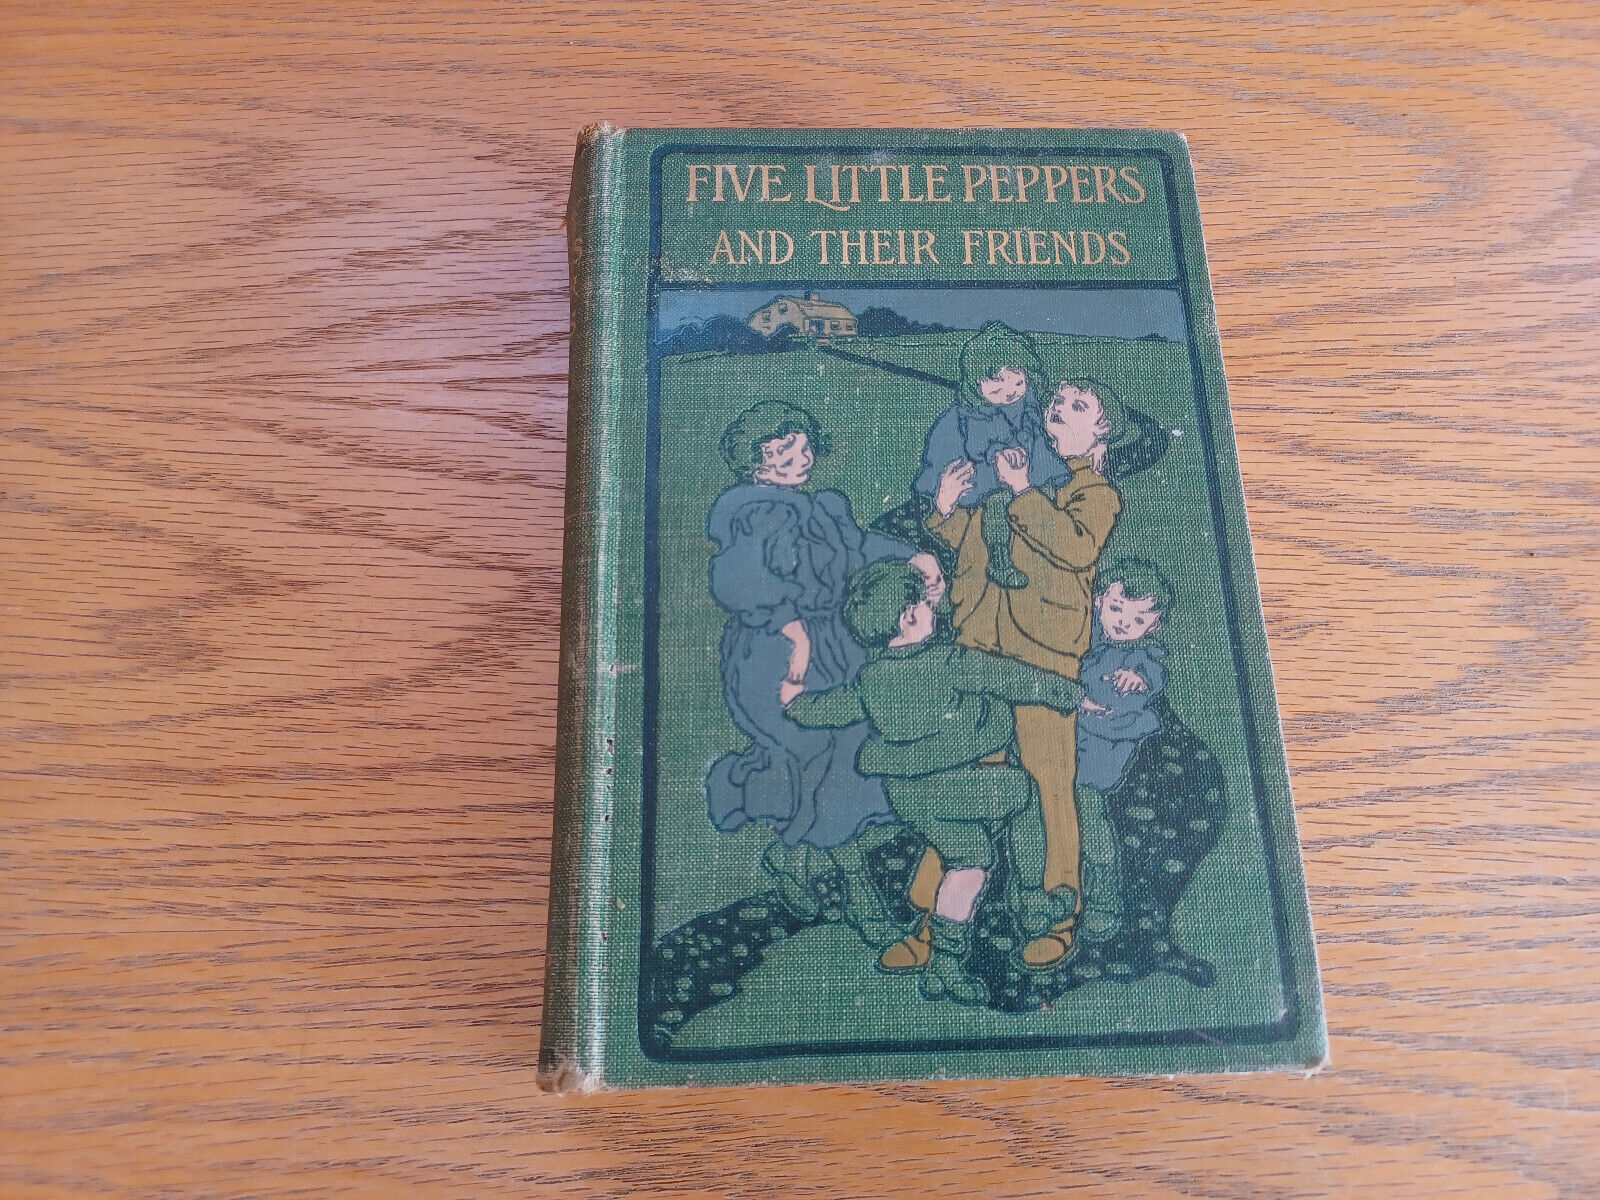 FIVE LITTLE PEPPERS
AND THEIR FRIENDS